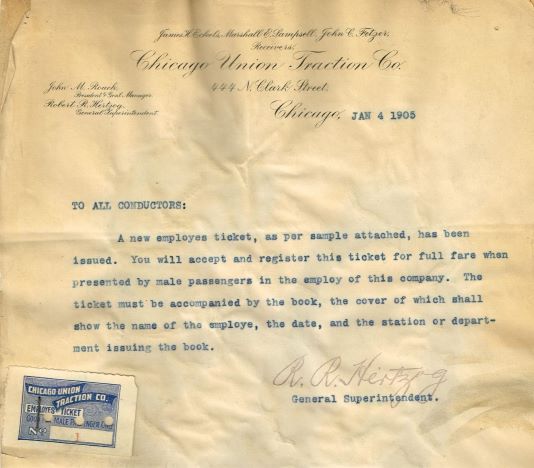 James H. Eckels, Marshall E. Sampsell, John C. Fetzer,
Receivers,
Chicago Union Traction Co.
444 N. Clark Street.
John M. Roach,
President & Genl. Manager.
Robert R. Hertzog,
General Superintendent.
Chicago, JAN 4 1905
TO ALL CONDUCTORS:
A new employes ticket, as per sample attached, has been
issued. You will accept and register this ticket for full fare when
presented by male passengers in the employ of this company. The
ticket must be accompanied by the book, the cover of which shall
show the name of the employe, the date, and the station or depart-
ment issuing the book.
R. R. Hertzog
General Superintendent.
CHICAGO UNION
TRACTION CO.
EMPLOYES TICKET
MALE
No 1